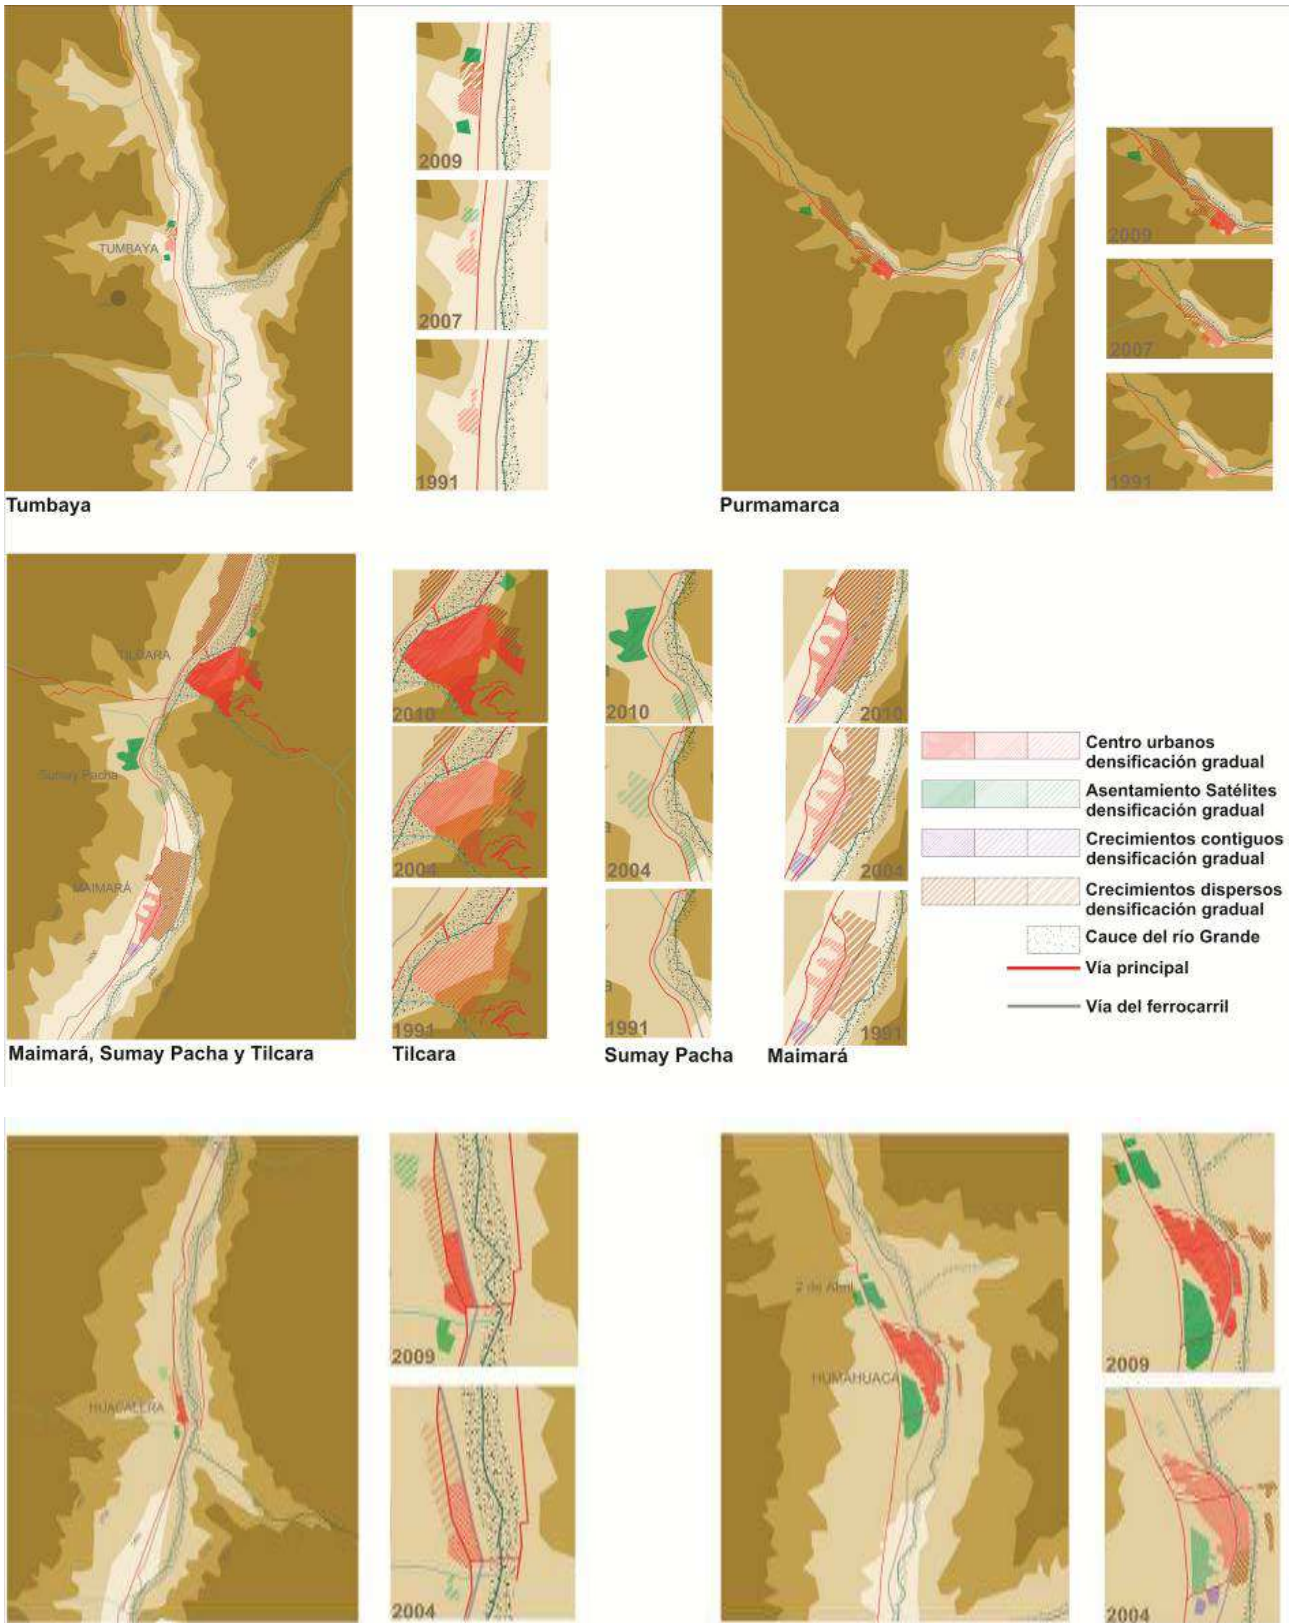 TUMBAYA
2009
2007
1991
Tumbaya
2009
2007
1991
Purmamarca
TILCARA
Sumay Pacha
MAIMARÁ
Maimará, Sumay Pacha y Tilcara
2010
2004
1991
Tilcara
2010
2004
1991
Sumay Pacha
2010
2004
1991
Maimará
Centro urbanos
densificación gradual
Asentamiento Satélites
densificación gradual
Crecimientos contiguos
densificación gradual
Crecimientos dispersos
densificación gradual
Cauce del río Grande
Vía principal
Vía del ferrocarril
HUACALERA
2009
2004
2 de Abril
HUMAHUACA
2009
2004